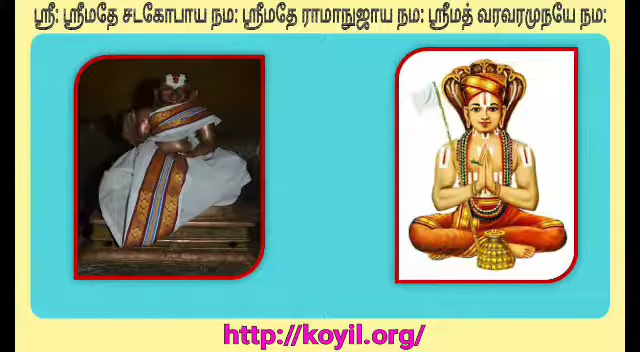 ஸ்ரீ: ஸ்ரீமதே சடகோபாய நம: ஸ்ரீமதே ராமாநுஜாய நம: ஸ்ரீமத் வரவரமுநயே நம:
http://koyil.org/